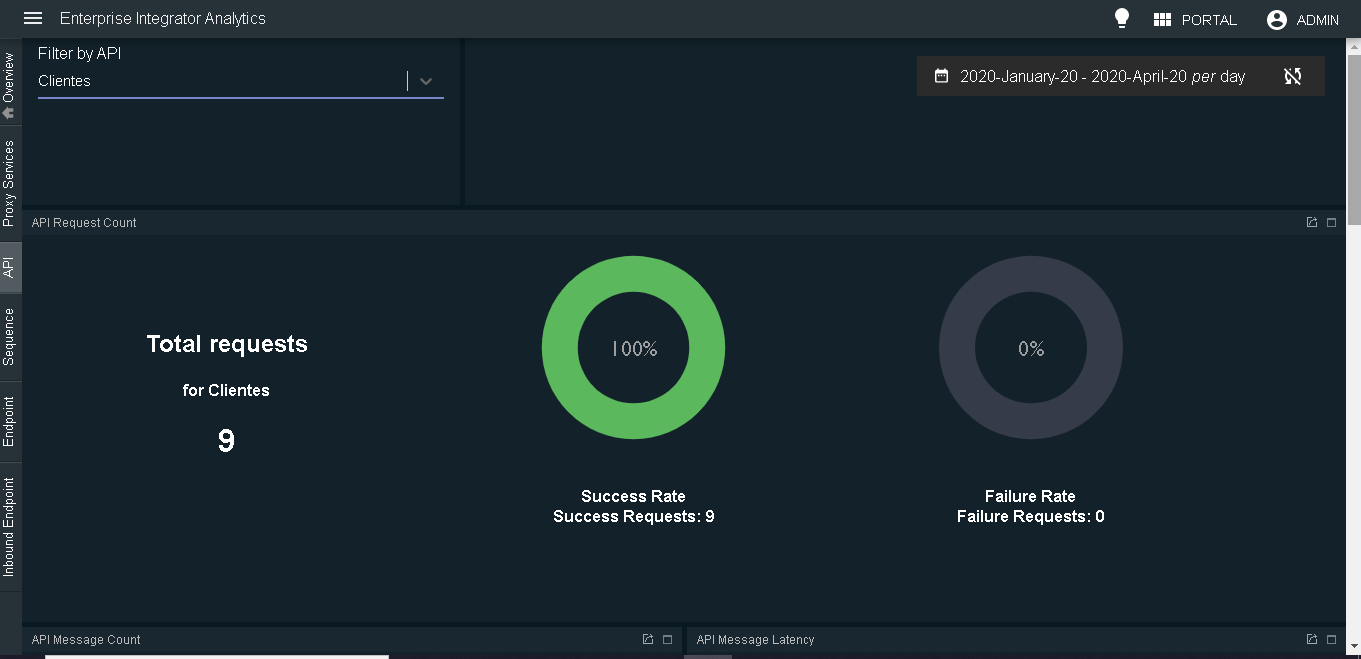 Enterprise Integrator Analytics
PORTAL
ADMIN
Overview
Proxy Services
API
Sequence
Endpoint
Inbound Endpoint
Filter by API
Clientes
2020-January-20 - 2020-April-20 per day
API Request Count
Total requests
for Clientes
9
100%
Success Rate
Success Requests: 9
0%
Failure Rate
Failure Requests: 0
API Message Count
API Message Latency